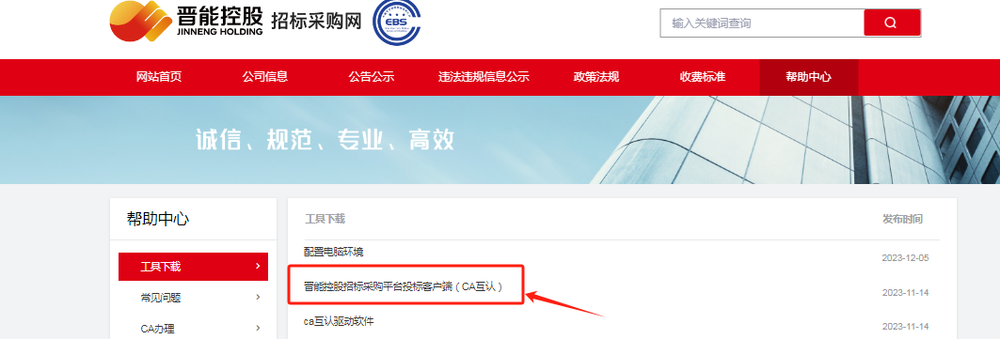 晋能控股
JINNENG HOLDING
招标采购网
EBS
输入关键词查询
网站首页 公司信息 公告公示 违法违规信息公示 政策法规 收费标准 帮助中心
诚信、规范、专业、高效
帮助中心
工具下载
常见问题
CA办理
工具下载 发布时间
配置电脑环境 2023-12-05
晋能控股招标采购平台投标客户端（CA互认） 2023-11-14
ca互认驱动软件 2023-11-14